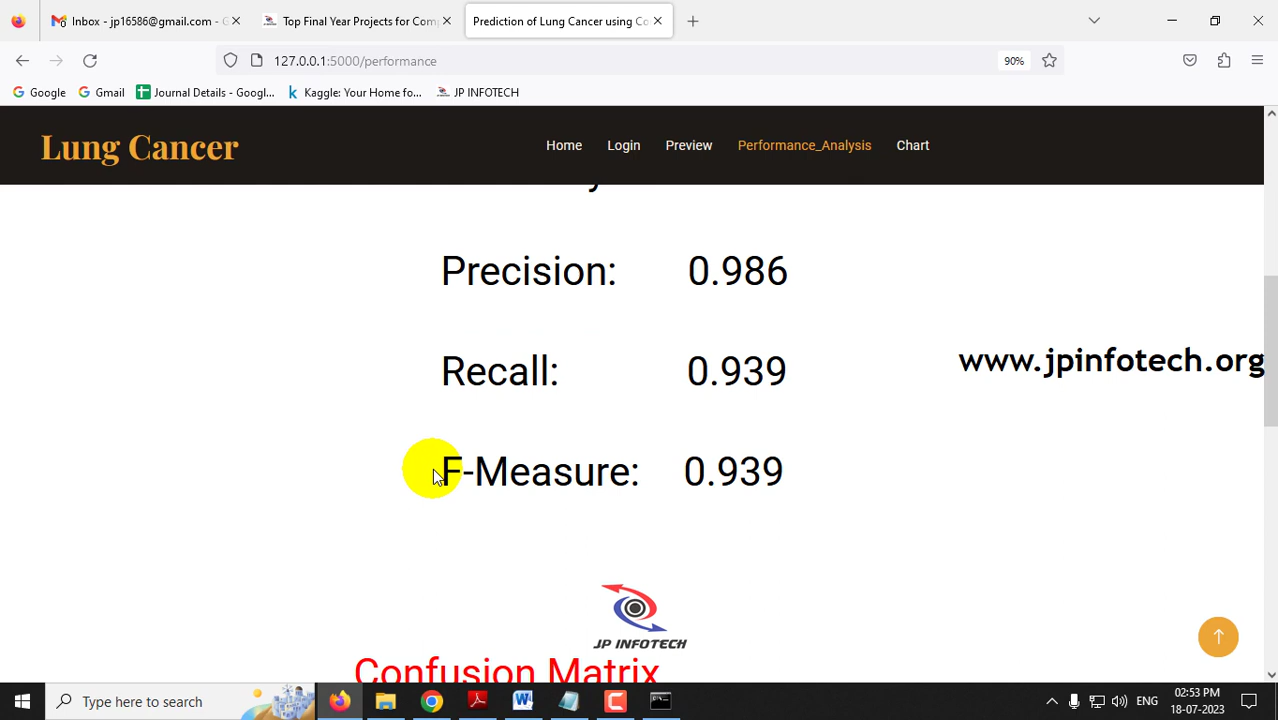 Inbox - jp16586@gmail.com - G
Top Final Year Projects for Comp
Prediction of Lung Cancer using Co
127.0.0.1:5000/performance
90%
Google
Gmail
Journal Details - Googl...
Kaggle: Your Home fo...
JP INFOTECH
Lung Cancer
Home
Login
Preview
Performance_Analysis
Chart
Precision: 0.986
Recall: 0.939
www.jpinfotech.org
F-Measure: 0.939
JP INFOTECH
Confusion Matrix
Type here to search
ENG
02:53 PM
18-07-2023